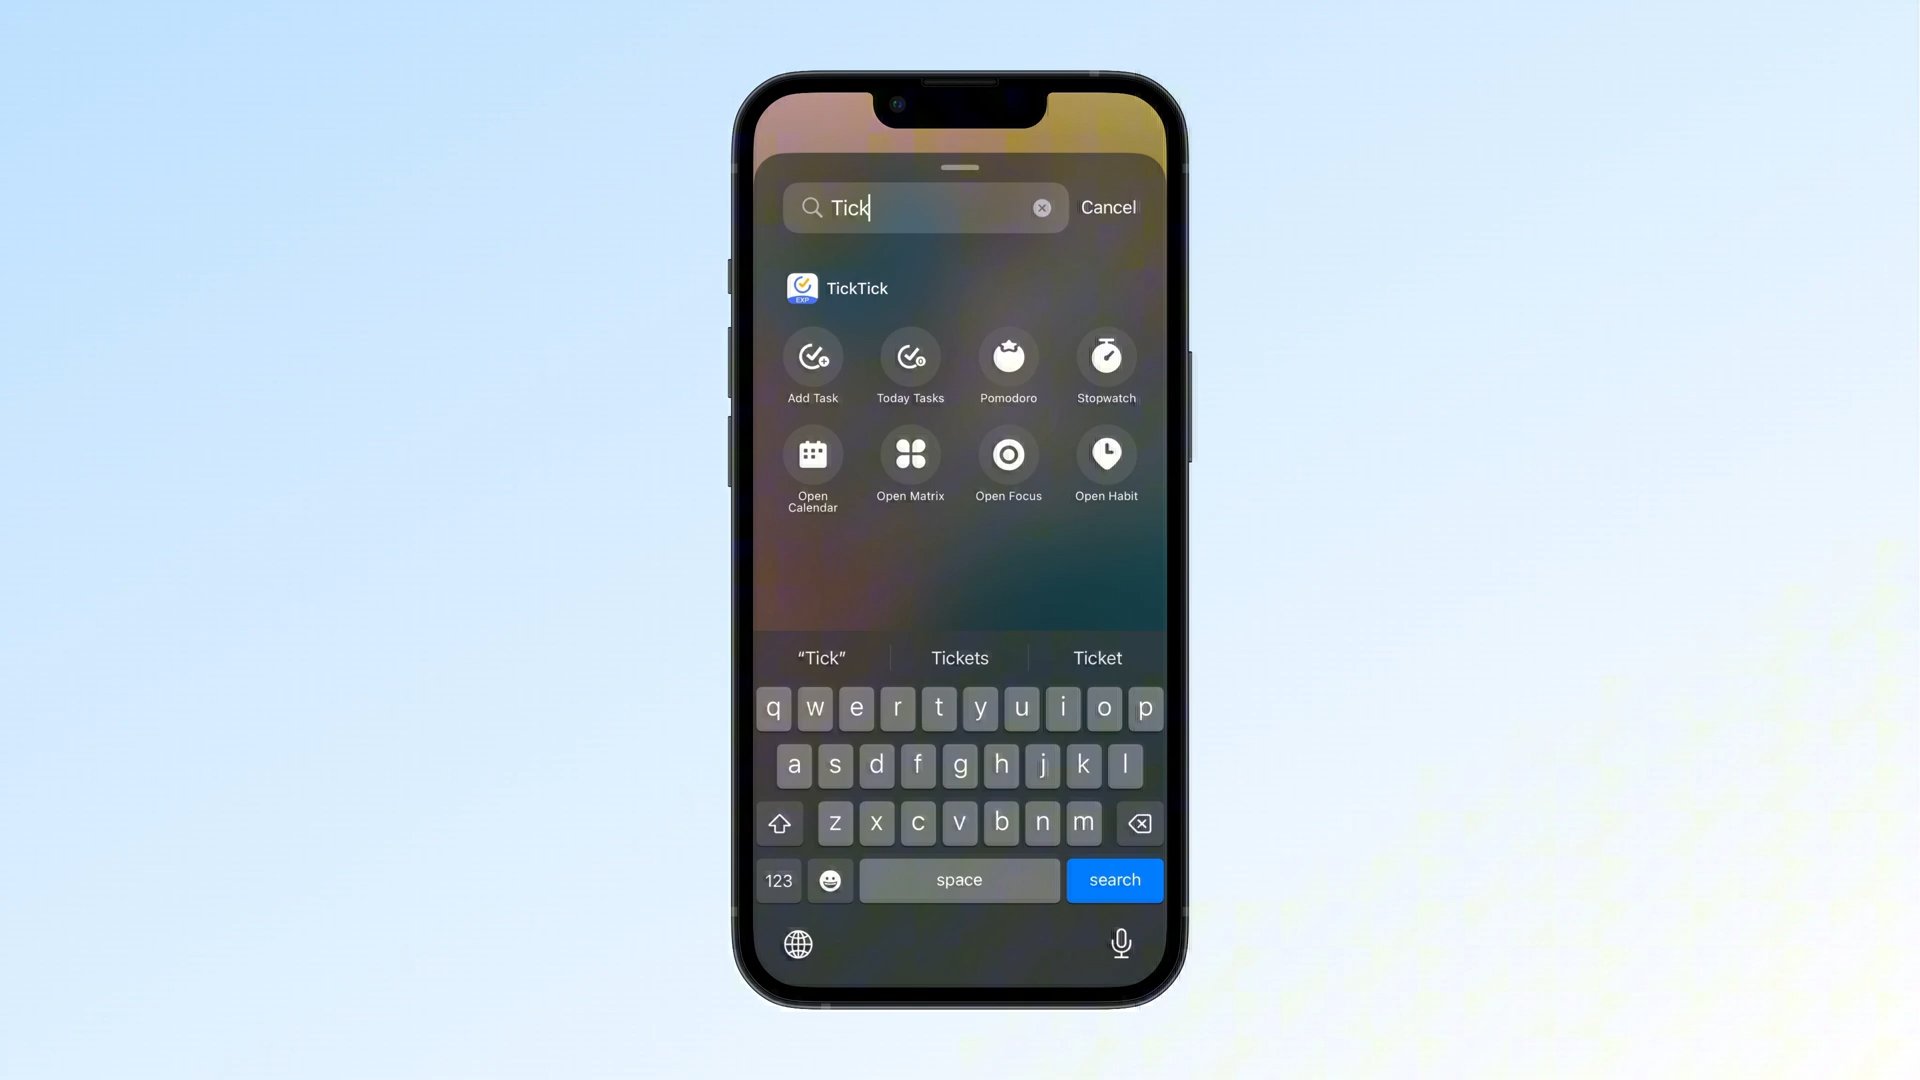 Tick
Cancel
EXP
TickTick
Add Task
Today Tasks
Pomodoro
Stopwatch
Open
Calendar
Open Matrix
Open Focus
Open Habit
“Tick”
Tickets
Ticket
q w e r t y u i o p
a s d f g h j k l
z x c v b n m
123
space
search